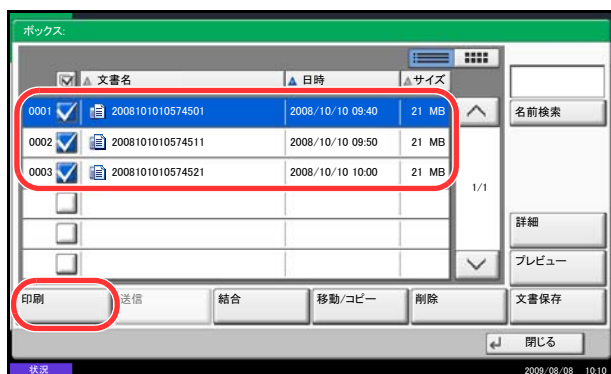 ボックス:
文書名 日時 サイズ
0001 2008101010574501 2008/10/10 09:40 21 MB 名前検索
0002 2008101010574511 2008/10/10 09:50 21 MB
0003 2008101010574521 2008/10/10 10:00 21 MB
1/1
詳細
プレビュー
印刷 送信 結合 移動/コピー 削除 文書保存
閉じる
状況 2009/08/08 10:10